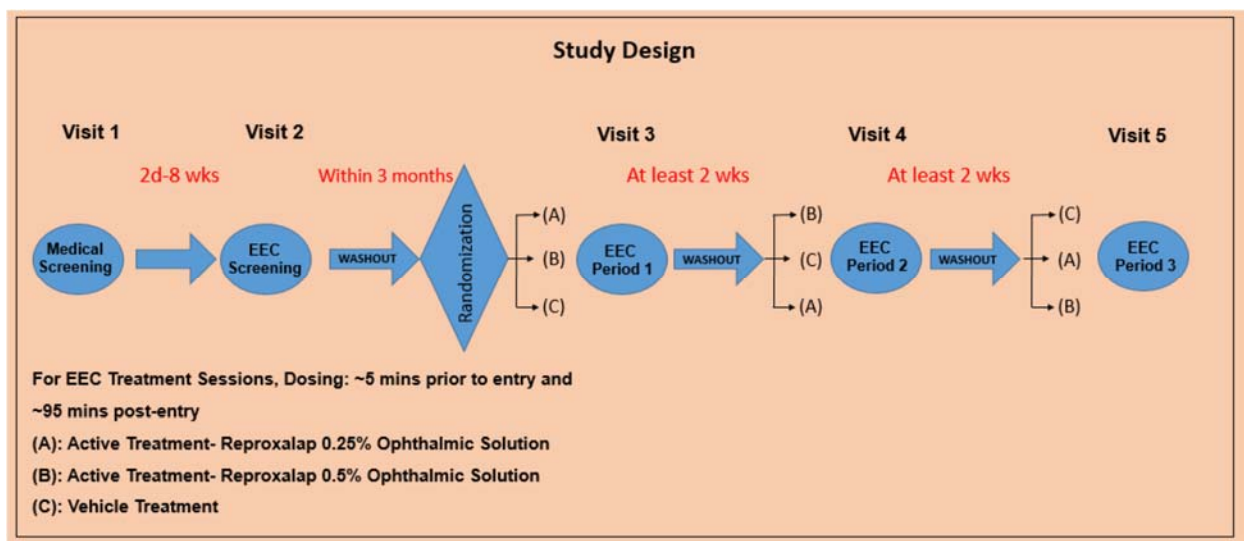 Study Design
Visit 1
Visit 2
Visit 3
Visit 4
Visit 5
2d-8 wks
Within 3 months
At least 2 wks
At least 2 wks
Medical
Screening
EEC
Screening
WASHOUT
Randomization
(A)
(B)
(C)
EEC
Period 1
WASHOUT
(B)
(C)
(A)
EEC
Period 2
WASHOUT
(C)
(A)
(B)
EEC
Period 3
For EEC Treatment Sessions, Dosing: ~5 mins prior to entry and
~95 mins post-entry
(A): Active Treatment- Reproxalap 0.25% Ophthalmic Solution
(B): Active Treatment- Reproxalap 0.5% Ophthalmic Solution
(C): Vehicle Treatment